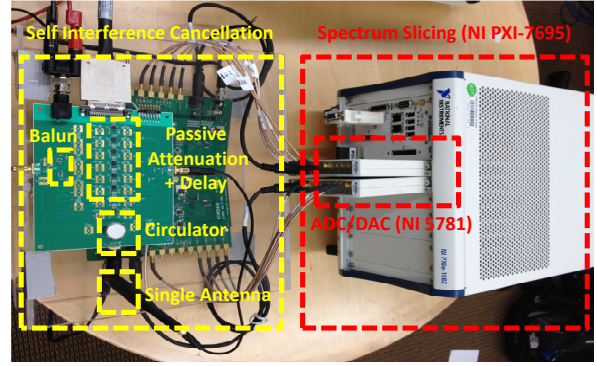 Self Interference Cancellation
Spectrum Slicing (NI PXI-7695)
Balun
Passive
Attenuation
+ Delay
Circulator
Single Antenna
ADC/DAC (NI 5781)
NATIONAL
INSTRUMENTS
NI PXIe-1082